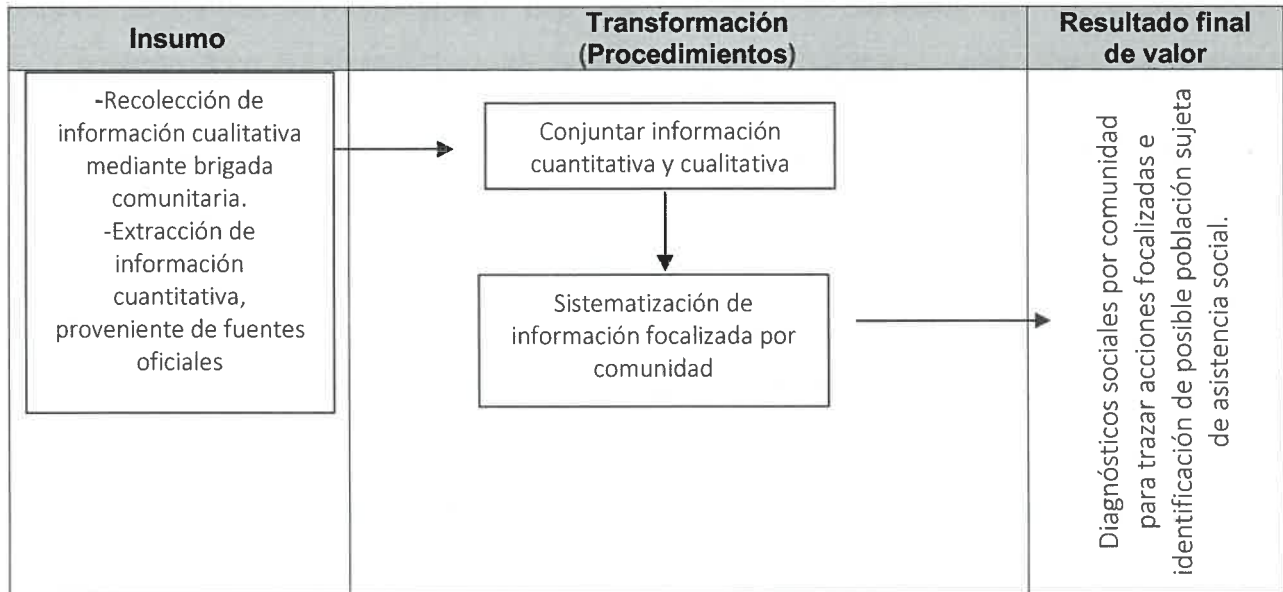 Insumo
Transformación
(Procedimientos)
Resultado final
de valor
-Recolección de
información cualitativa
mediante brigada
comunitaria.
-Extracción de
información
cuantitativa,
proveniente de fuentes
oficiales
Conjuntar información
cuantitativa y cualitativa
Sistematización de
información focalizada por
comunidad
Diagnósticos sociales por comunidad
para trazar acciones focalizadas e
identificación de posible población sujeta
de asistencia social.